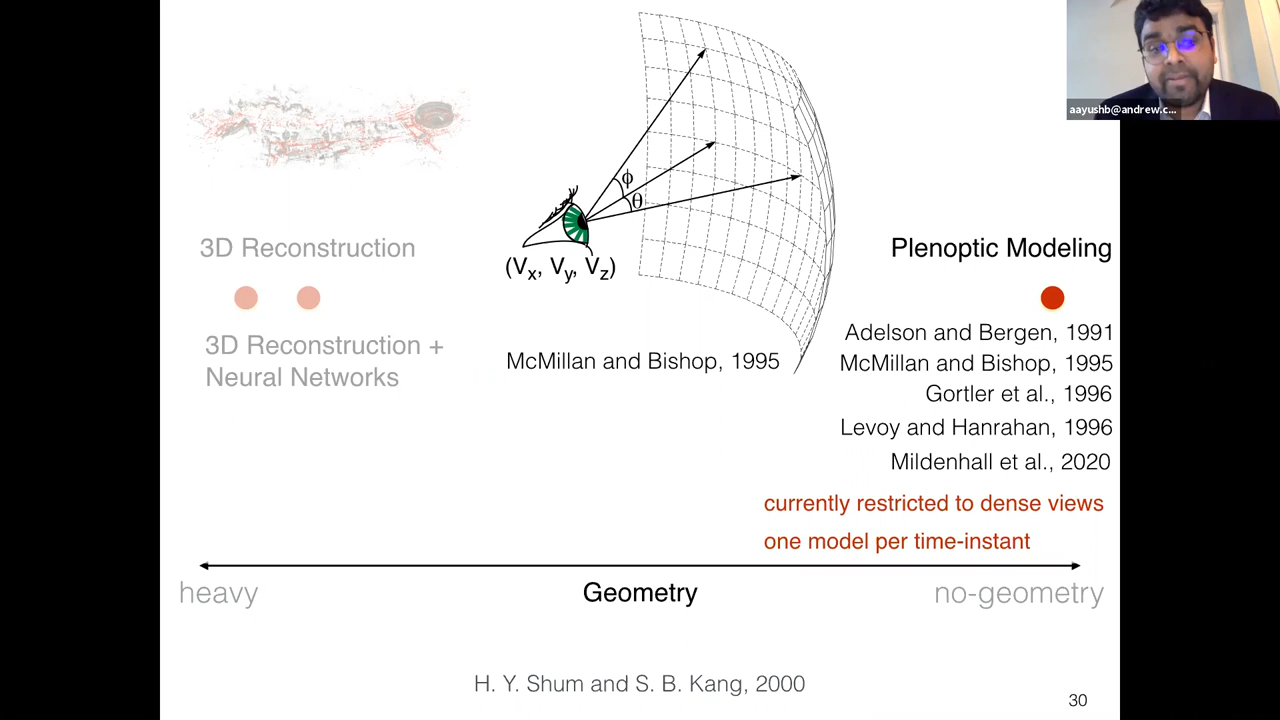 aayushb@andrew.c...
ϕ
θ
(Vx, Vy, Vz)
3D Reconstruction
3D Reconstruction +
Neural Networks
McMillan and Bishop, 1995
Plenoptic Modeling
Adelson and Bergen, 1991
McMillan and Bishop, 1995
Gortler et al., 1996
Levoy and Hanrahan, 1996
Mildenhall et al., 2020
currently restricted to dense views
one model per time-instant
heavy
Geometry
no-geometry
H. Y. Shum and S. B. Kang, 2000
30